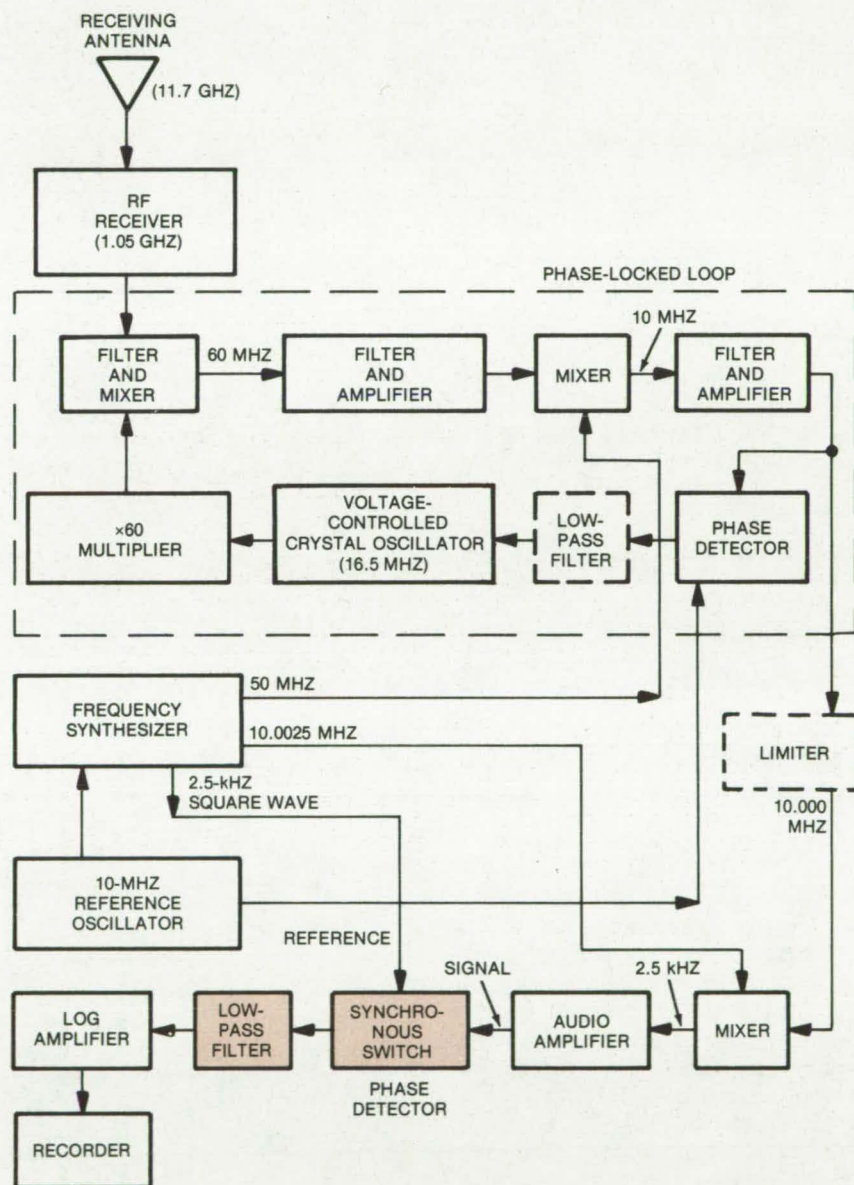 RECEIVING
ANTENNA
(11.7 GHZ)
RF
RECEIVER
(1.05 GHZ)
PHASE-LOCKED LOOP
FILTER
AND
MIXER
60 MHZ
FILTER
AND
AMPLIFIER
MIXER
10 MHZ
FILTER
AND
AMPLIFIER
×60
MULTIPLIER
VOLTAGE-
CONTROLLED
CRYSTAL OSCILLATOR
(16.5 MHZ)
LOW-
PASS
FILTER
PHASE
DETECTOR
FREQUENCY
SYNTHESIZER
50 MHZ
10.0025 MHZ
2.5-kHZ
SQUARE WAVE
LIMITER
10.000
MHZ
10-MHZ
REFERENCE
OSCILLATOR
REFERENCE
LOG
AMPLIFIER
LOW-
PASS
FILTER
SYNCHRO-
NOUS
SWITCH
PHASE
DETECTOR
SIGNAL
AUDIO
AMPLIFIER
2.5 kHZ
MIXER
RECORDER